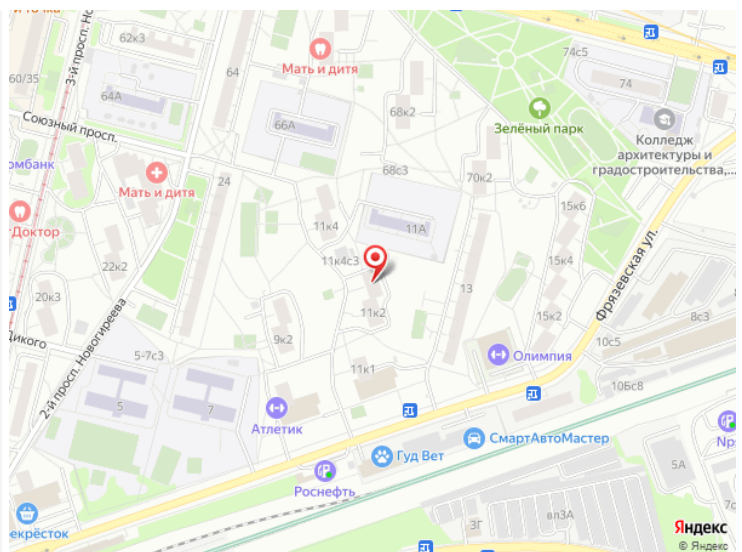 62к3
3-й просп. Но
60/35
64
Мать и дитя
74с5
74
64А
68к2
Зелёный парк
Колледж
архитектуры и
градостроительства,...
Союзный просп.
66А
омбанк
Мать и дитя
24
68с3
70к2
15к6
Доктор
11к4
11А
Фрязевская ул.
22к2
11к4с3
15к4
20к3
13
8с3
11к2
10с5
Дикого
9к2
5-7с3
2-й просп. Новогиреева
Олимпия
11к1
10Бс8
5
7
Атлетик
СмартАвтоМастер
Гуд Вет
5А
Роснефть
7с
екрёсток
3Г
вл3А
Яндекс
© Яндекс